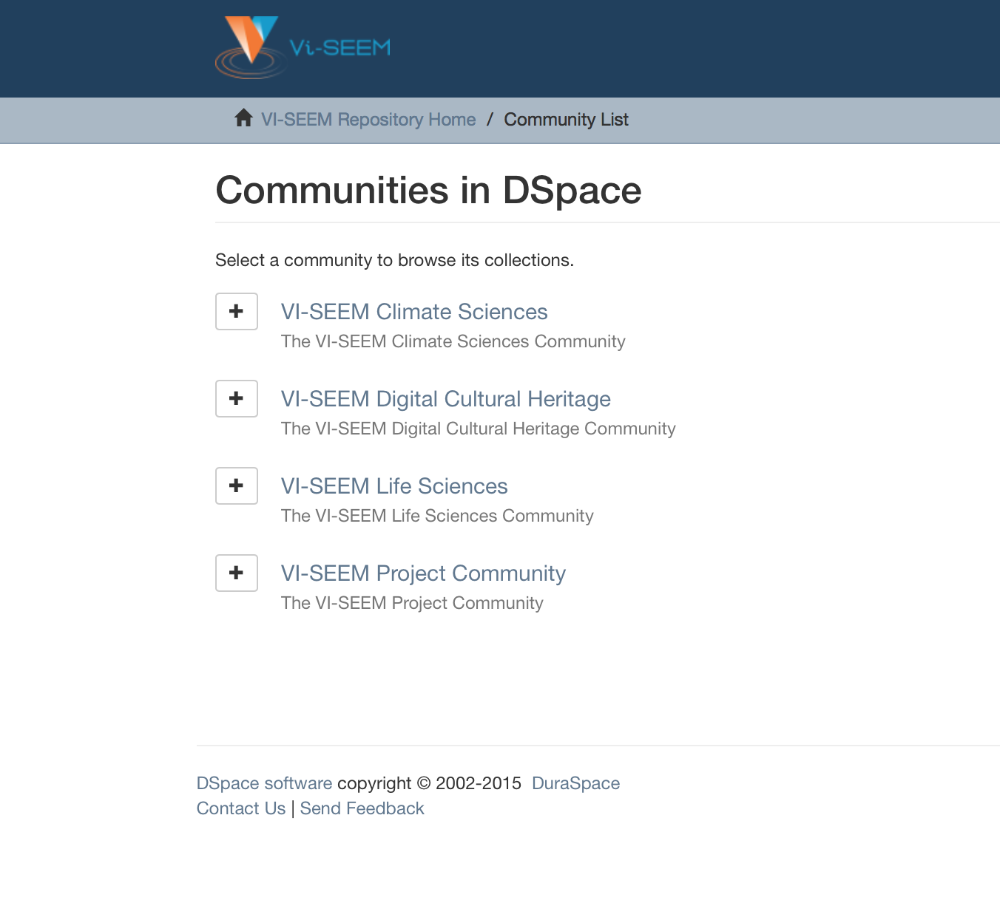 Vi-SEEM
VI-SEEM Repository Home / Community List
Communities in DSpace
Select a community to browse its collections.
VI-SEEM Climate Sciences
The VI-SEEM Climate Sciences Community
VI-SEEM Digital Cultural Heritage
The VI-SEEM Digital Cultural Heritage Community
VI-SEEM Life Sciences
The VI-SEEM Life Sciences Community
VI-SEEM Project Community
The VI-SEEM Project Community
DSpace software copyright © 2002-2015 DuraSpace
Contact Us | Send Feedback